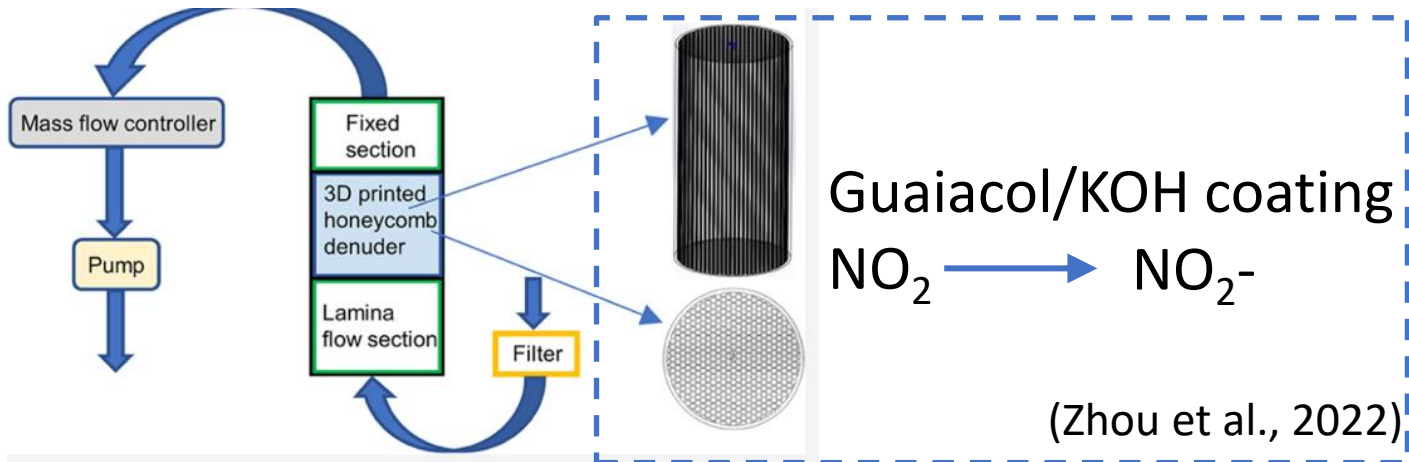 Mass flow controller
Pump
Fixed
section
3D printed
honeycomb
denuder
Lamina
flow section
Filter
Guaiacol/KOH coating
NO₂ NO₂-
(Zhou et al., 2022)